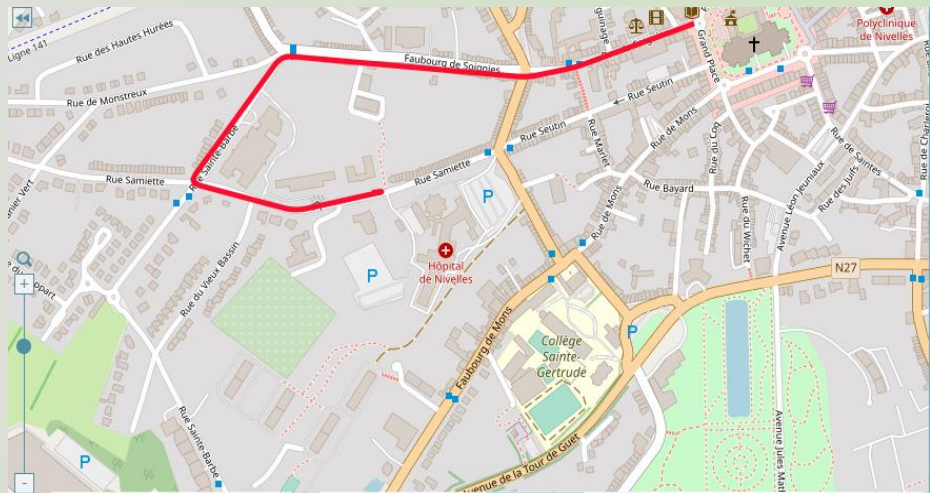 Ligne 141
Rue des Hautes Hurées
Rue de Monstreux
Faubourg de Soignies
Grand Place
Polyclinique
de Nivelles
Rue Seutin
Rue Seutin
Rue de Mons
Rue du Coq
Rue Marlet
Rue de Charleroi
Rue de Saintes
Rue des Juifs
Rue Sainte-Barbe
Rue Samiette
Rue Samiette
P
Rue Bayard
Rue de Mons
Rue du Wichet
Avenue Léon Jeuniaux
Rue du Vieux Bassin
Hôpital
de Nivelles
P
N27
+
P
Faubourg de Mons
Collège
Sainte-
Gertrude
Rue Sainte-Barbe
P
Avenue de la Tour de Guet
-